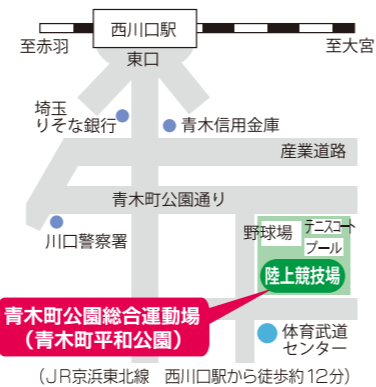 西川口駅
至赤羽
至大宮
東口
埼玉
りそな銀行
青木信用金庫
産業道路
青木町公園通り
川口警察署
野球場
テニスコート
プール
陸上競技場
青木町公園総合運動場
(青木町平和公園)
体育武道
センター
(JR京浜東北線 西川口駅から徒歩約12分)